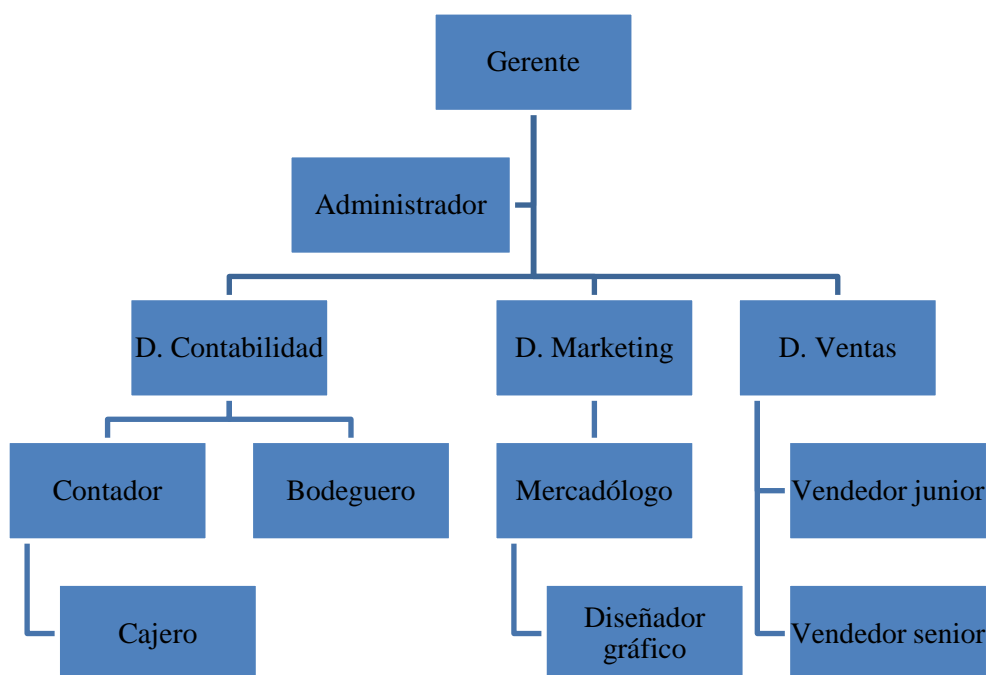 Gerente
Administrador
D. Contabilidad
D. Marketing
D. Ventas
Contador
Bodeguero
Mercadólogo
Vendedor junior
Cajero
Diseñador
gráfico
Vendedor senior